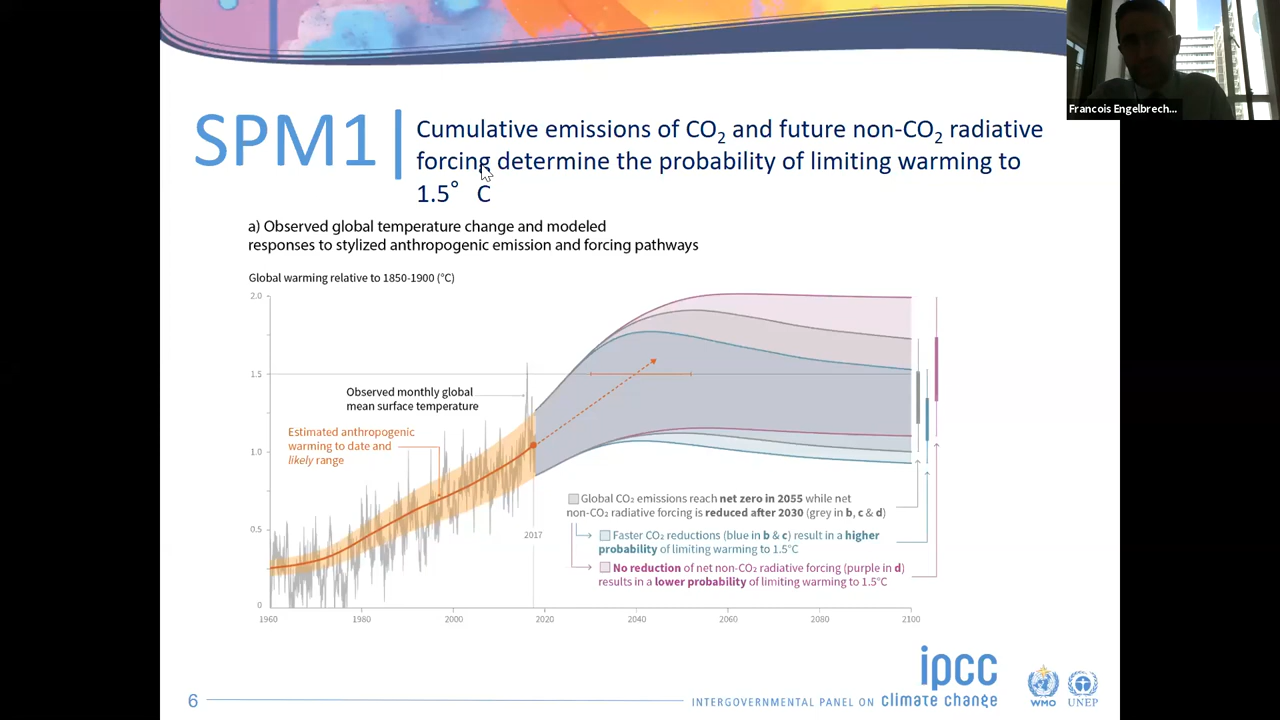 Francois Engelbrech...
SPM1
Cumulative emissions of CO₂ and future non-CO₂ radiative
forcing determine the probability of limiting warming to
1.5° C
a) Observed global temperature change and modeled
responses to stylized anthropogenic emission and forcing pathways
Global warming relative to 1850-1900 (°C)
2.0
1.5
1.0
0.5
0
Observed monthly global
mean surface temperature
Estimated anthropogenic
warming to date and
likely range
2017
Global CO₂ emissions reach net zero in 2055 while net
non-CO₂ radiative forcing is reduced after 2030 (grey in b, c & d)
Faster CO₂ reductions (blue in b & c) result in a higher
probability of limiting warming to 1.5°C
No reduction of net non-CO₂ radiative forcing (purple in d)
results in a lower probability of limiting warming to 1.5°C
1960 1980 2000 2020 2040 2060 2080 2100
6
ipcc
INTERGOVERNMENTAL PANEL ON climate change
WMO UNEP